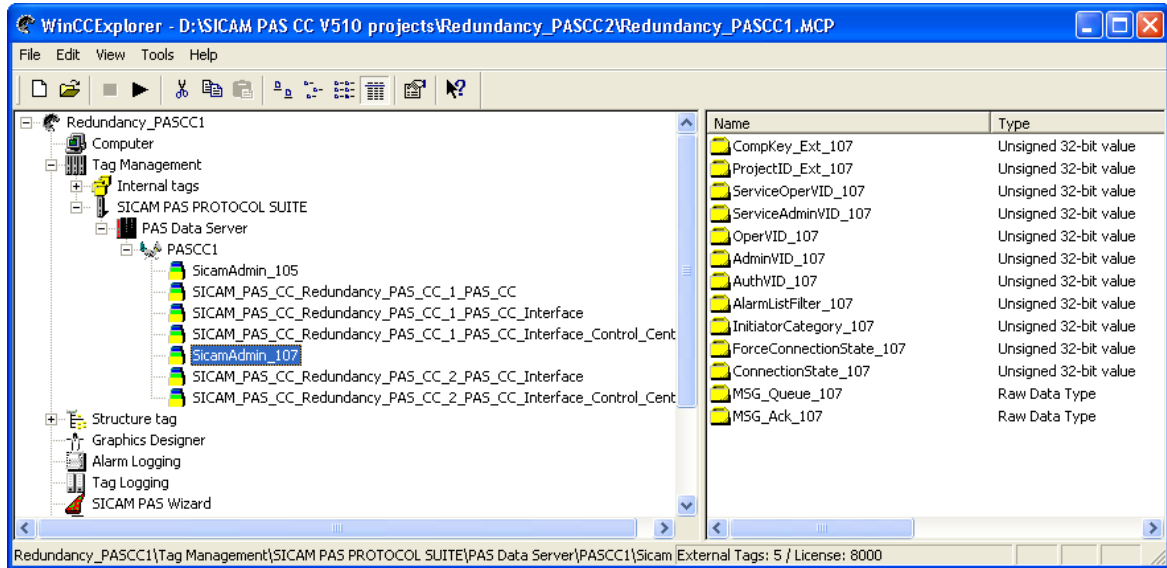 WinCCExplorer - D:\SICAM PAS CC V510 projects\Redundancy_PASCC2\Redundancy_PASCC1.MCP
File Edit View Tools Help
Redundancy_PASCC1
Computer
Tag Management
Internal tags
SICAM PAS PROTOCOL SUITE
PAS Data Server
PASCC1
SicamAdmin_105
SICAM_PAS_CC_Redundancy_PAS_CC_1_PAS_CC
SICAM_PAS_CC_Redundancy_PAS_CC_1_PAS_CC_Interface
SICAM_PAS_CC_Redundancy_PAS_CC_1_PAS_CC_Interface_Control_Cent
SicamAdmin_107
SICAM_PAS_CC_Redundancy_PAS_CC_2_PAS_CC_Interface
SICAM_PAS_CC_Redundancy_PAS_CC_2_PAS_CC_Interface_Control_Cent
Structure tag
Graphics Designer
Alarm Logging
Tag Logging
SICAM PAS Wizard
Name Type
CompKey_Ext_107 Unsigned 32-bit value
ProjectID_Ext_107 Unsigned 32-bit value
ServiceOperVID_107 Unsigned 32-bit value
ServiceAdminVID_107 Unsigned 32-bit value
OperVID_107 Unsigned 32-bit value
AdminVID_107 Unsigned 32-bit value
AuthVID_107 Unsigned 32-bit value
AlarmListFilter_107 Unsigned 32-bit value
InitiatorCategory_107 Unsigned 32-bit value
ForceConnectionState_107 Unsigned 32-bit value
ConnectionState_107 Unsigned 32-bit value
MSG_Queue_107 Raw Data Type
MSG_Ack_107 Raw Data Type
Redundancy_PASCC1\Tag Management\SICAM PAS PROTOCOL SUITE\PAS Data Server\PASCC1\Sicam External Tags: 5 / License: 8000